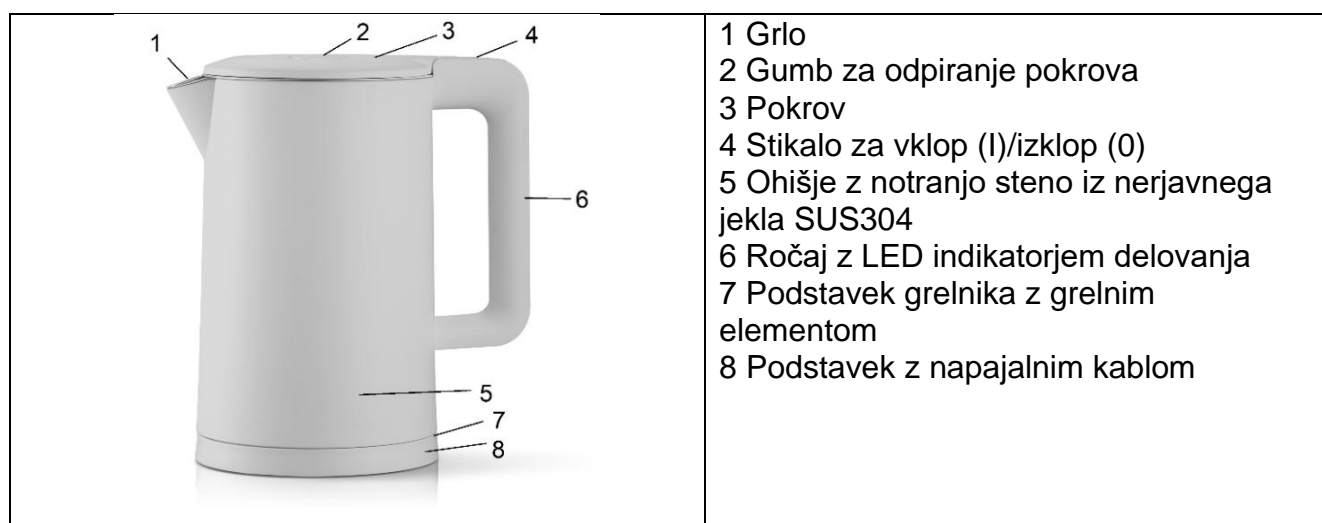 1
2
3
4
6
5
7
8
1 Grlo
2 Gumb za odpiranje pokrova
3 Pokrov
4 Stikalo za vklop (I)/izklop (0)
5 Ohišje z notranjo steno iz nerjavnega
jekla SUS304
6 Ročaj z LED indikatorjem delovanja
7 Podstavek grelnika z grelnim
elementom
8 Podstavek z napajalnim kablom